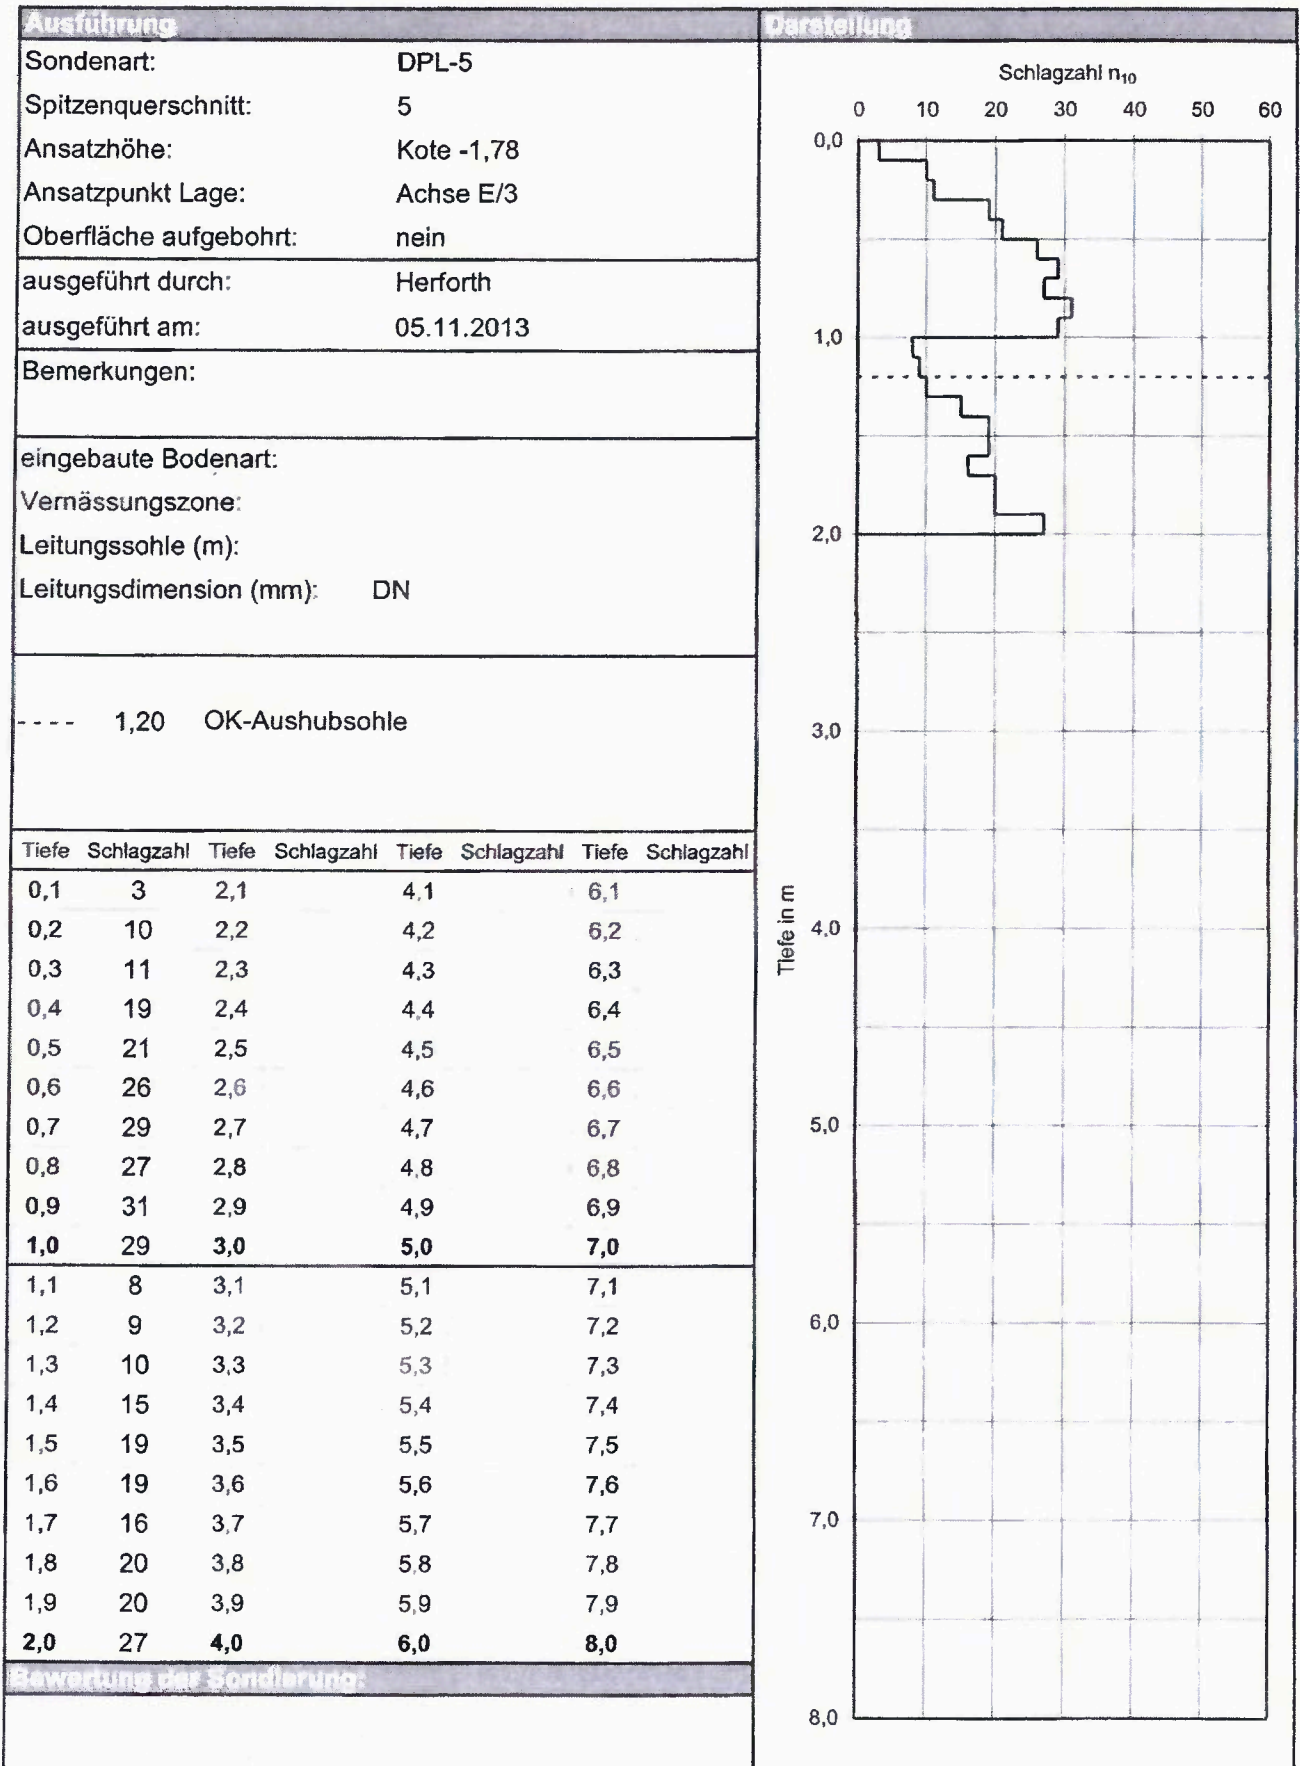 Ausführung
Sondenart: DPL-5
Spitzenquerschnitt: 5
Ansatzhöhe: Kote -1,78
Ansatzpunkt Lage: Achse E/3
Oberfläche aufgebohrt: nein
ausgeführt durch: Herforth
ausgeführt am: 05.11.2013
Bemerkungen:
eingebaute Bodenart:
Vernässungszone:
Leitungssohle (m):
Leitungsdimension (mm): DN
---- 1,20 OK-Aushubsohle
Tiefe Schlagzahl Tiefe Schlagzahl Tiefe Schlagzahl Tiefe Schlagzahl
0,1 3 2,1 4,1 6,1
0,2 10 2,2 4,2 6,2
0,3 11 2,3 4,3 6,3
0,4 19 2,4 4,4 6,4
0,5 21 2,5 4,5 6,5
0,6 26 2,6 4,6 6,6
0,7 29 2,7 4,7 6,7
0,8 27 2,8 4,8 6,8
0,9 31 2,9 4,9 6,9
1,0 29 3,0 5,0 7,0
1,1 8 3,1 5,1 7,1
1,2 9 3,2 5,2 7,2
1,3 10 3,3 5,3 7,3
1,4 15 3,4 5,4 7,4
1,5 19 3,5 5,5 7,5
1,6 19 3,6 5,6 7,6
1,7 16 3,7 5,7 7,7
1,8 20 3,8 5,8 7,8
1,9 20 3,9 5,9 7,9
2,0 27 4,0 6,0 8,0
Bewertung der Sondierung:
Darstellung
Schlagzahl n10
0 10 20 30 40 50 60
0,0
1,0
2,0
3,0
Tiefe in m
4,0
5,0
6,0
7,0
8,0